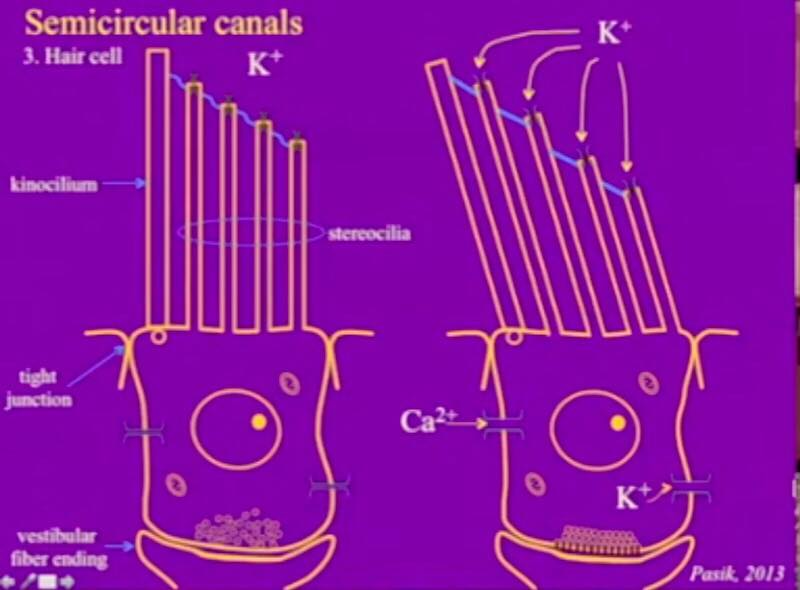 Semicircular canals
3. Hair cell
K⁺
K⁺
kinocilium
stereocilia
tight
junction
Ca²⁺
K⁺
vestibular
fiber ending
Pasik, 2013